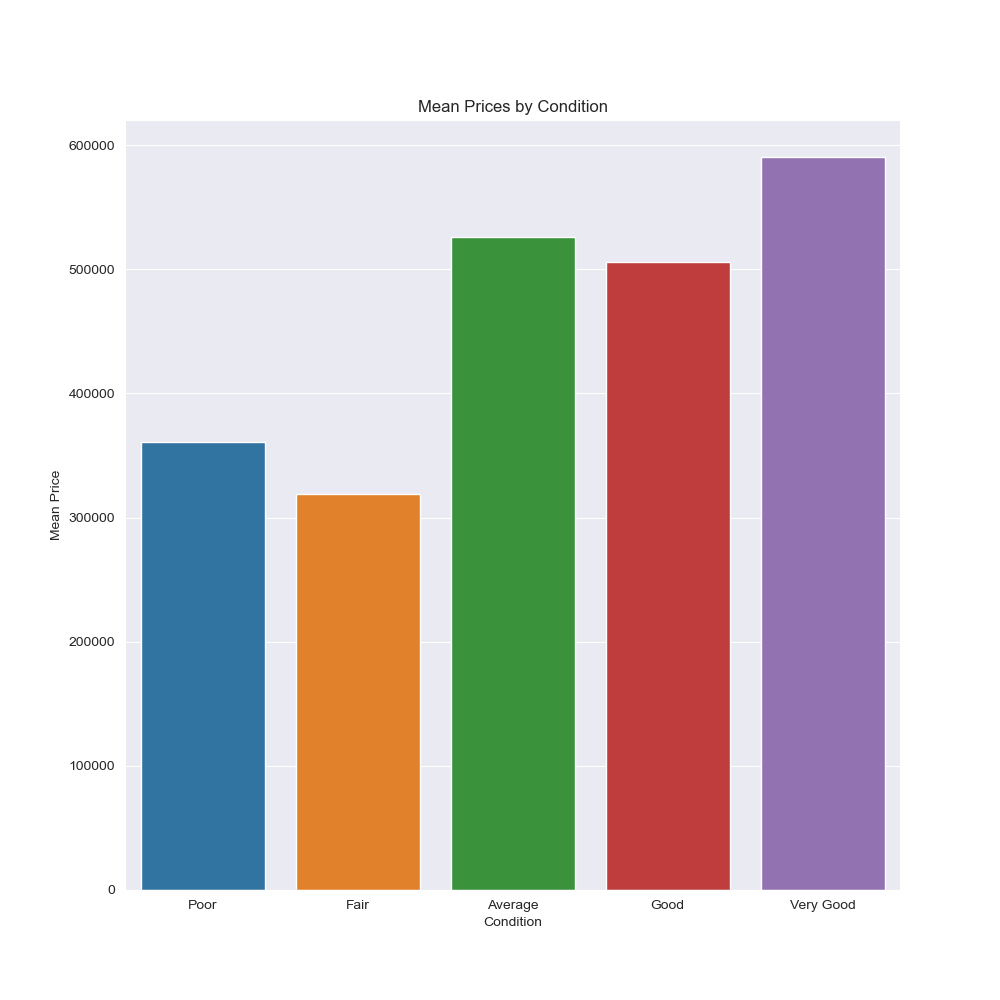 Mean Prices by Condition
600000
500000
400000
300000
200000
100000
0
Mean Price
Poor Fair Average Good Very Good
Condition